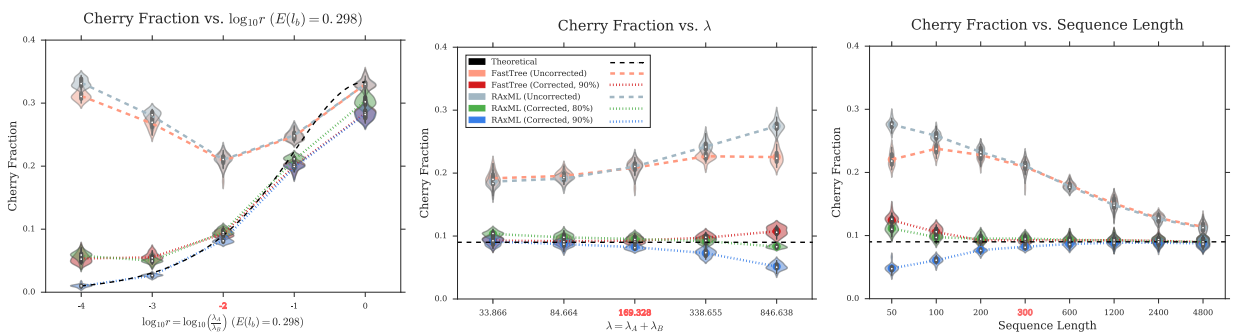 Cherry Fraction vs. log₁₀r (E(l_b) = 0.298)
0.4
0.3
0.2
0.1
0.0
Cherry Fraction
-4 -3 -2 -1 0
log₁₀r = log₁₀(λ_A/λ_B) (E(l_b) = 0.298)
Cherry Fraction vs. λ
0.4
0.3
0.2
0.1
0.0
Cherry Fraction
Theoretical
FastTree (Uncorrected)
FastTree (Corrected, 90%)
RAxML (Uncorrected)
RAxML (Corrected, 80%)
RAxML (Corrected, 90%)
33.866 84.664 169.328 338.655 846.638
λ = λ_A + λ_B
Cherry Fraction vs. Sequence Length
0.4
0.3
0.2
0.1
0.0
Cherry Fraction
50 100 200 300 600 1200 2400 4800
Sequence Length